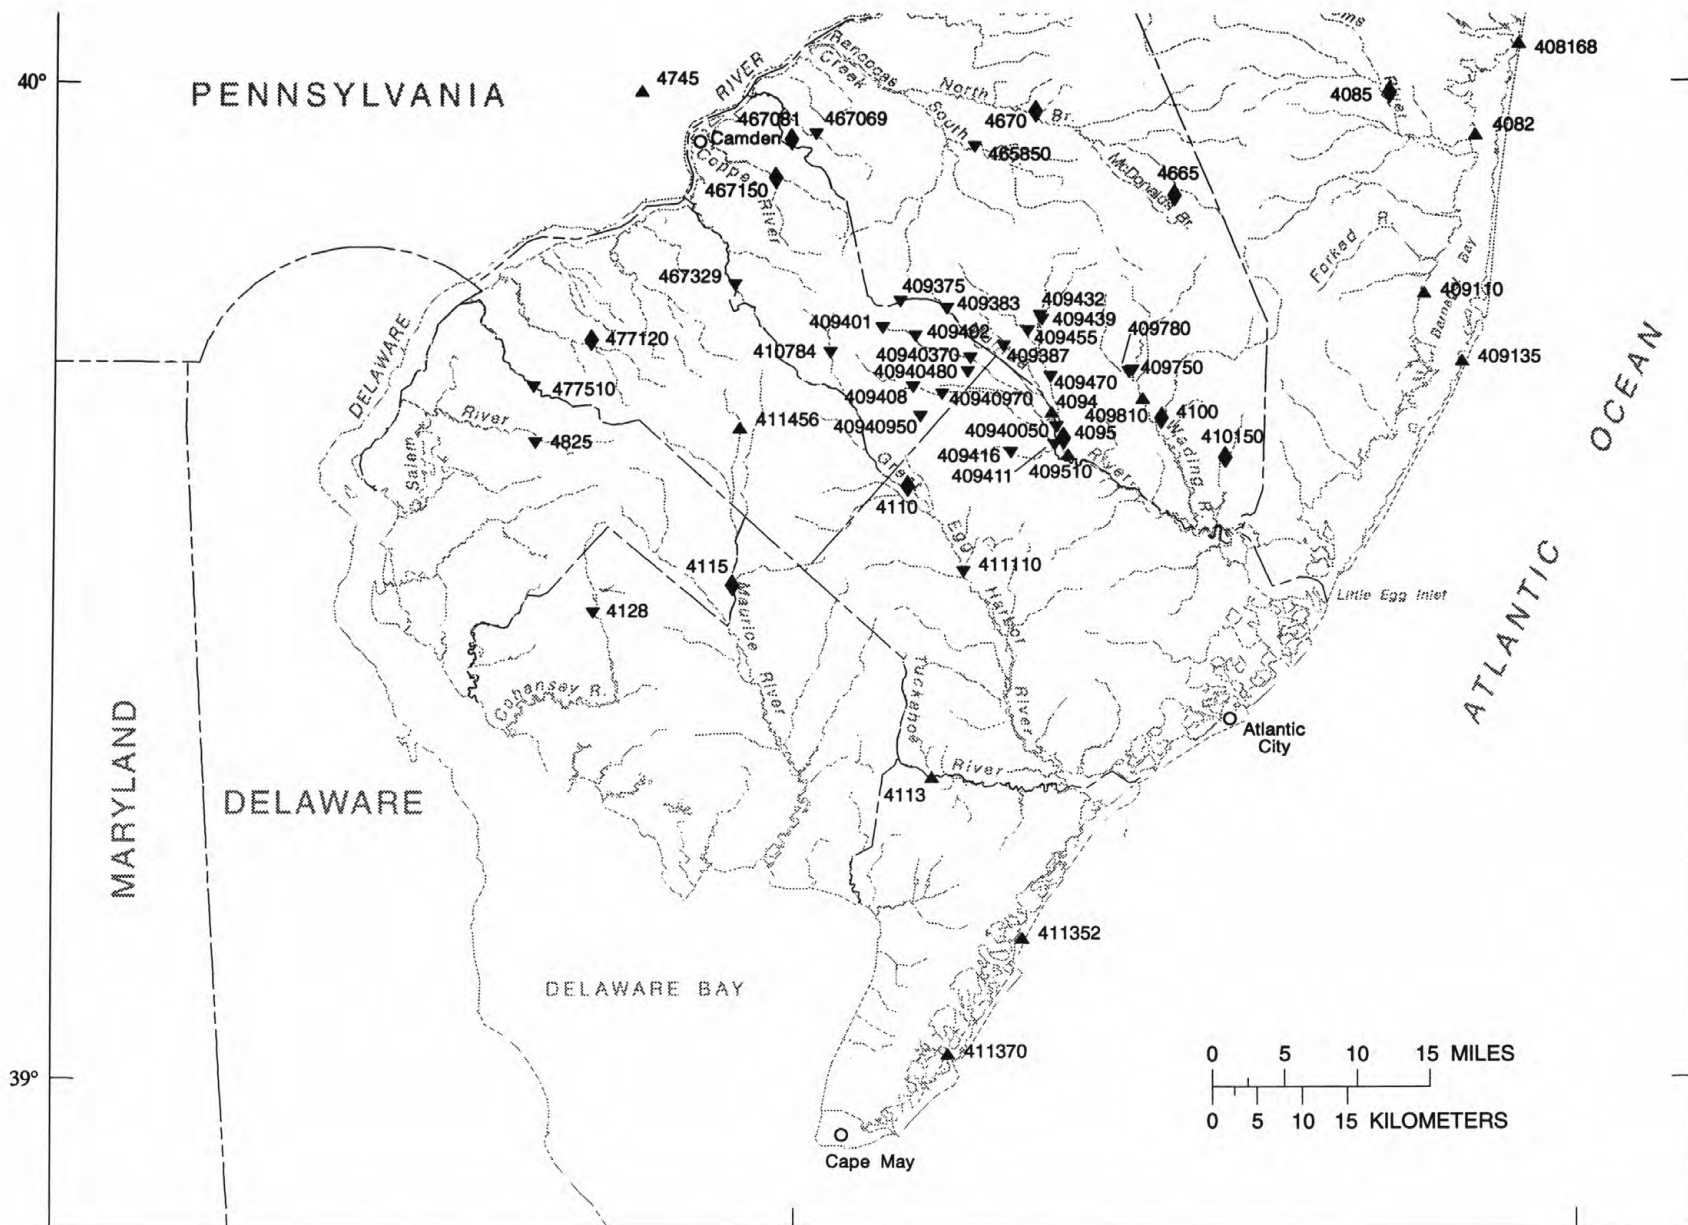 ms
408168
40°
PENNSYLVANIA
4745
RIVER
Rancocas
Creek
North
Br.
4670
4085
River
4082
467081
467069
Camden
South
465850
Cooper
River
467150
McDonalds
Br.
4665
Forked
R.
Barnegat BAY
409110
409135
467329
409375
409383
409432
409439
409401
409402
409455
409780
410784
40940370
409387
40940480
409750
409470
409408
40940970
4094
409810
4100
40940950
40940050
4095
410150
409416
409411
409510
Rivers
Wading R.
DELAWARE
477120
477510
River
Salem
4825
411456
Great
4110
Egg
411110
Harbor
River
4115
Maurice
River
4128
Cohansey R.
Tuckahoe
River
4113
Little Egg Inlet
Atlantic
City
ATLANTIC
OCEAN
MARYLAND
DELAWARE
DELAWARE BAY
411352
411370
39°
Cape May
0 5 10 15 MILES
0 5 10 15 KILOMETERS